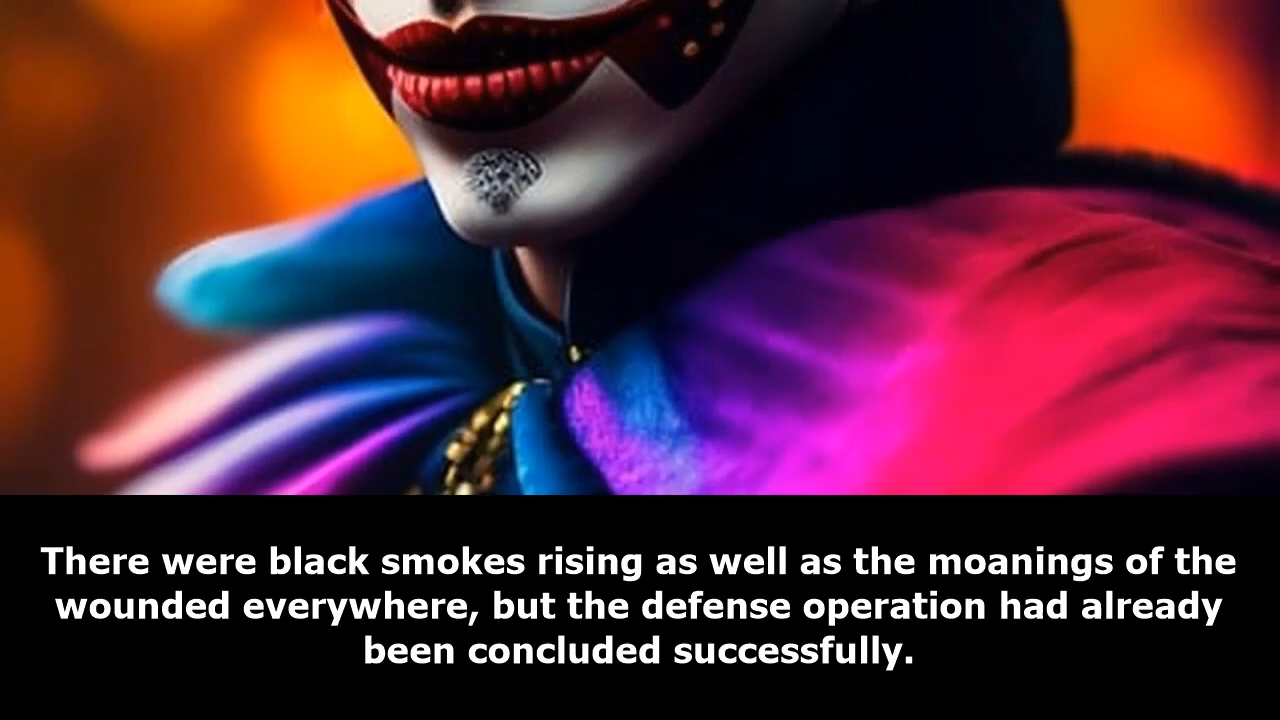 There were black smokes rising as well as the moanings of the
wounded everywhere, but the defense operation had already
been concluded successfully.